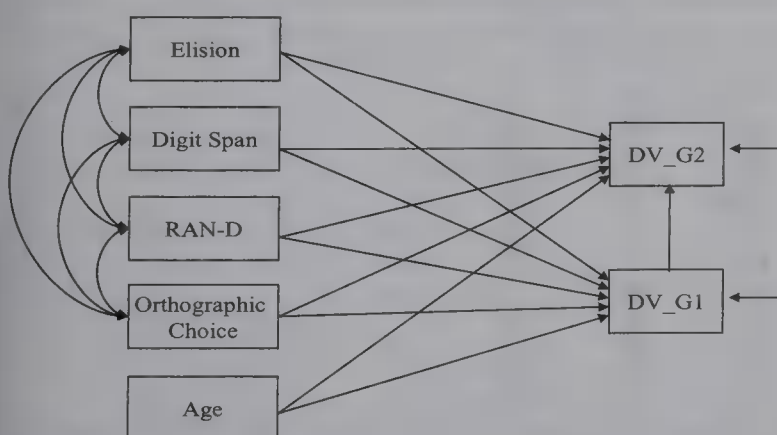 Elision
Digit Span
DV_G2
RAN-D
Orthographic
Choice
DV_G1
Age